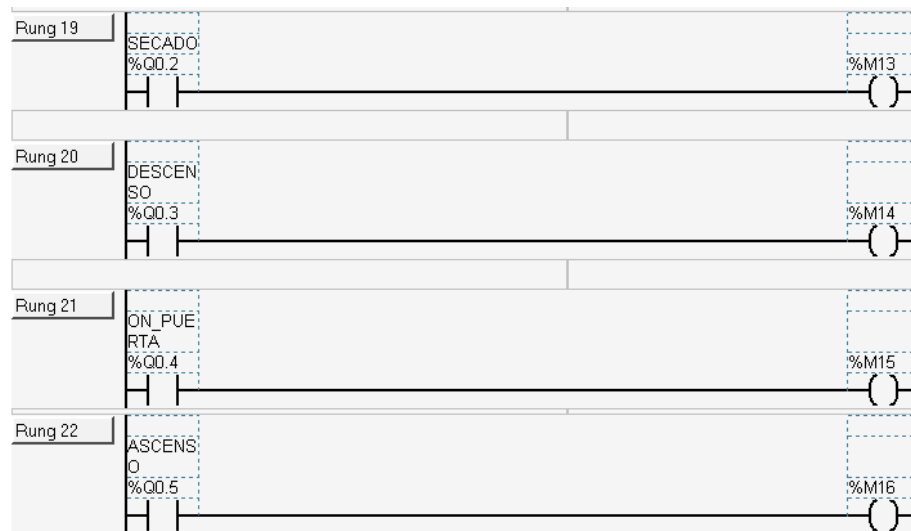 Rung 19
SECADO
%Q0.2
%M13
Rung 20
DESCEN
SO
%Q0.3
%M14
Rung 21
ON_PUE
RTA
%Q0.4
%M15
Rung 22
ASCENS
O
%Q0.5
%M16